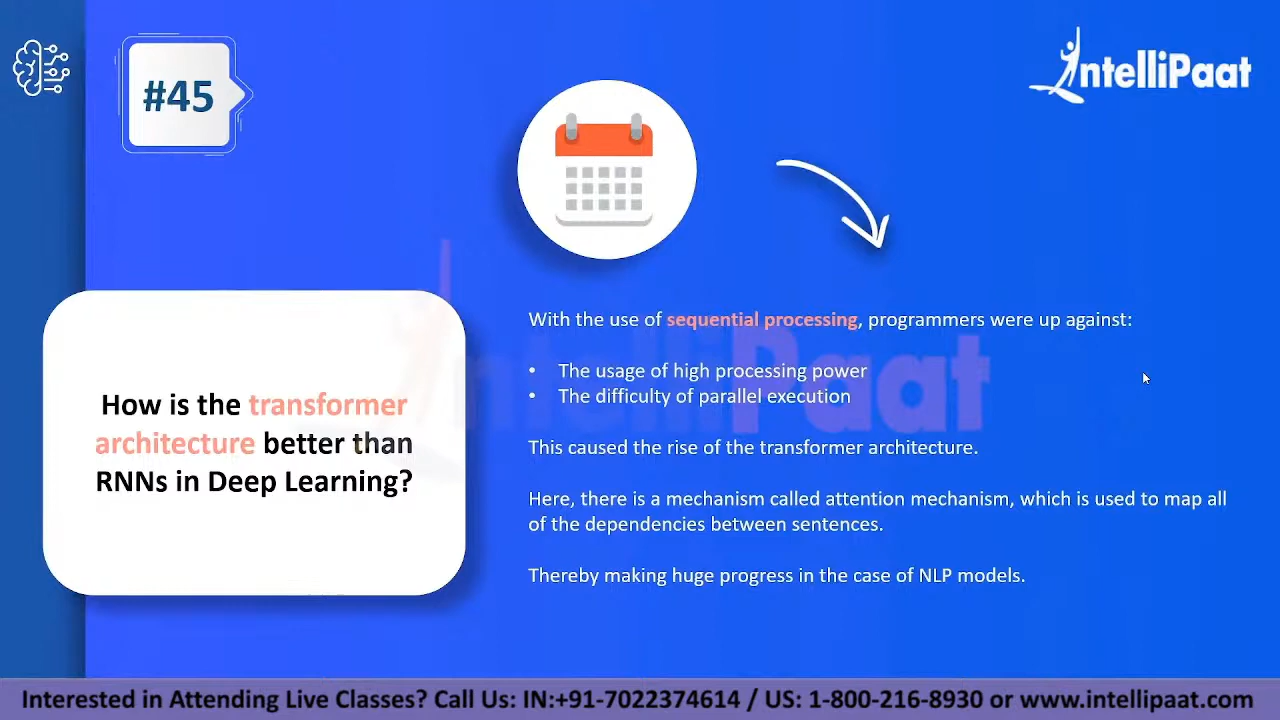 #45
IntelliPaat
How is the transformer
architecture better than
RNNs in Deep Learning?
With the use of sequential processing, programmers were up against:
• The usage of high processing power
• The difficulty of parallel execution
This caused the rise of the transformer architecture.
Here, there is a mechanism called attention mechanism, which is used to map all
of the dependencies between sentences.
Thereby making huge progress in the case of NLP models.
IntelliPaat
Interested in Attending Live Classes? Call Us: IN:+91-7022374614 / US: 1-800-216-8930 or www.intellipaat.com